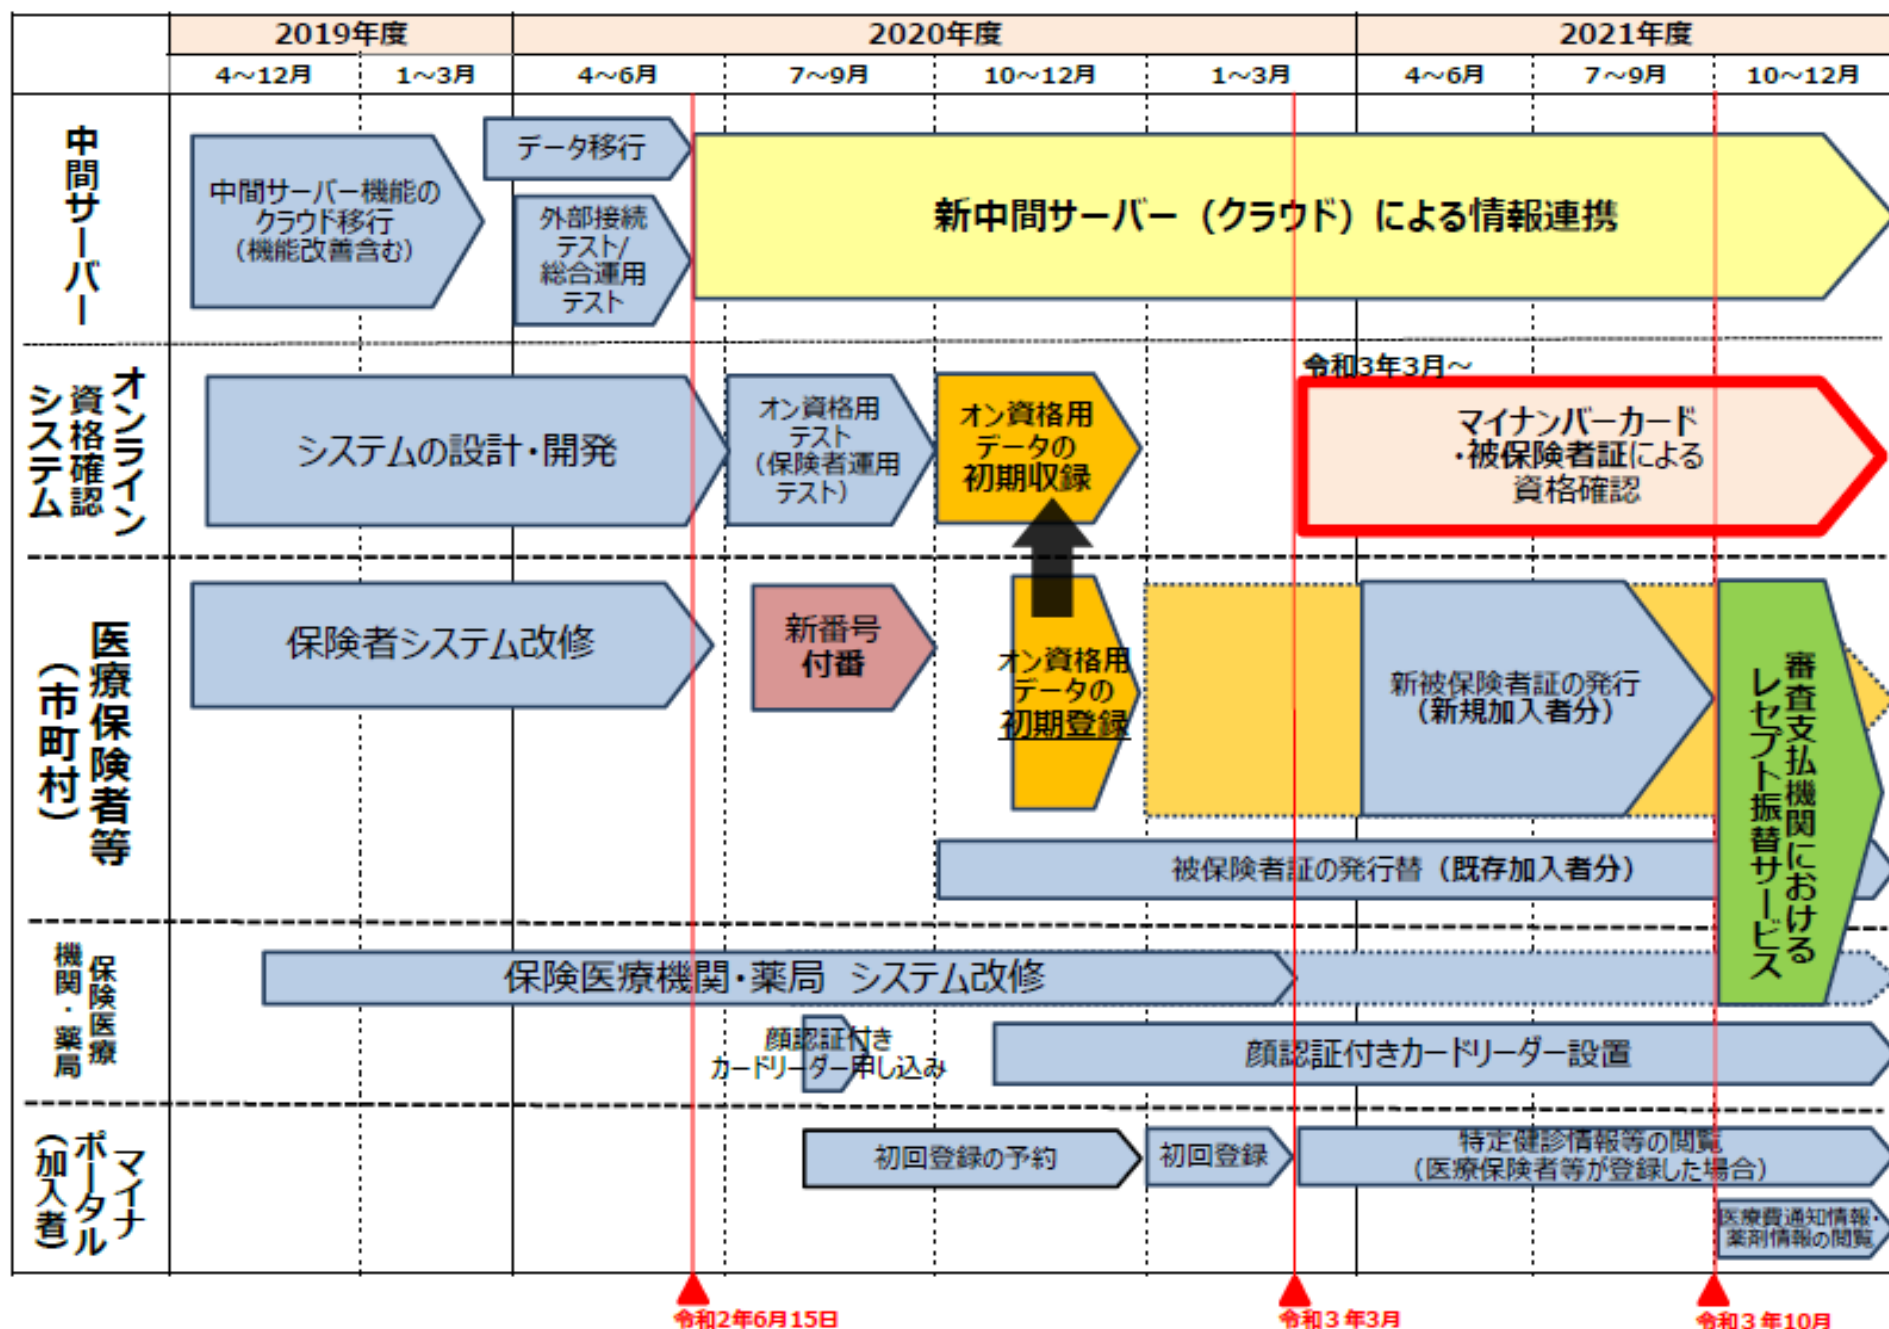 2019年度
2020年度
2021年度
4～12月
1～3月
4～6月
7～9月
10～12月
1～3月
4～6月
7～9月
10～12月
中間サーバー
中間サーバー機能の
クラウド移行
（機能改善含む）
データ移行
外部接続
テスト/
総合運用
テスト
新中間サーバー（クラウド）による情報連携
オンライン
資格確認
システム
システムの設計・開発
オン資格用
テスト
（保険者運用
テスト）
オン資格用
データの
初期収録
令和3年3月～
マイナンバーカード
・被保険者証による
資格確認
医療保険者等
（市町村）
保険者システム改修
新番号
付番
オン資格用
データの
初期登録
新被保険者証の発行
（新規加入者分）
被保険者証の発行替（既存加入者分）
審査支払機関における
レセプト振替サービス
保険医療
機関・薬局
保険医療機関・薬局 システム改修
顔認証付き
カードリーダー申し込み
顔認証付きカードリーダー設置
マイナ
ポータル
（加入者）
初回登録の予約
初回登録
特定健診情報等の閲覧
（医療保険者等が登録した場合）
医療費通知情報・
薬剤情報の閲覧
令和2年6月15日
令和3年3月
令和3年10月